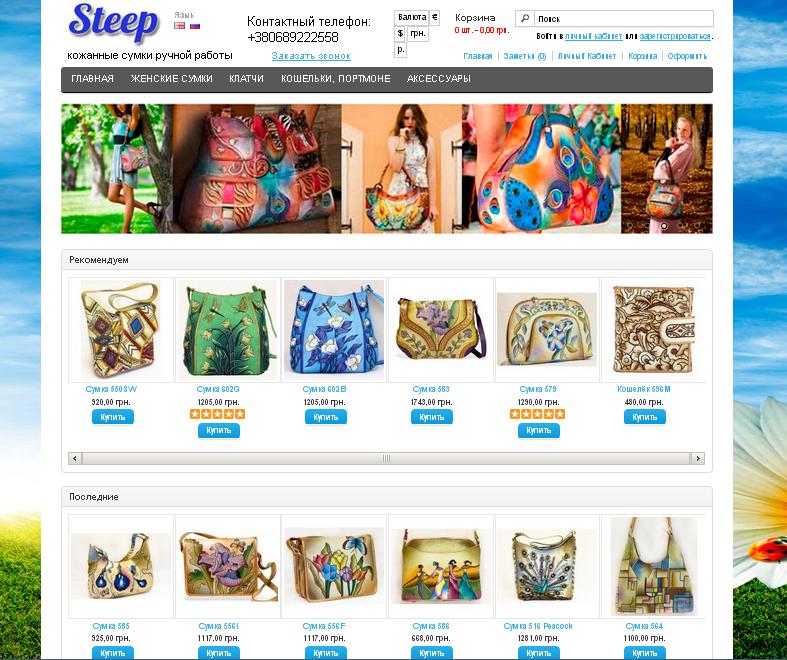 Steep
Язык
кожанные сумки ручной работы
Контактный телефон:
+380689222558
Заказать звонок
Валюта €
$ грн.
р.
Корзина
0 шт. - 0,00 грн.
Поиск
Войти в личный кабинет или зарегистрироваться.
Главная Заметки (0) Личный Кабинет Корзина Оформить
ГЛАВНАЯ ЖЕНСКИЕ СУМКИ КЛАТЧИ КОШЕЛЬКИ, ПОРТМОНЕ АКСЕССУАРЫ
Рекомендуем
Сумка 550SW Сумка 602G Сумка 602B Сумка 563 Сумка 579 Кошелёк 596M
920,00 грн. 1205,00 грн. 1205,00 грн. 1743,00 грн. 1290,00 грн. 480,00 грн.
Купить Купить Купить Купить Купить Купить
Последние
Сумка 585 Сумка 556I Сумка 556F Сумка 586 Сумка 516 Peacock Сумка 564
925,00 грн. 1117,00 грн. 1117,00 грн. 668,00 грн. 1281,00 грн. 1100,00 грн.
Купить Купить Купить Купить Купить Купить